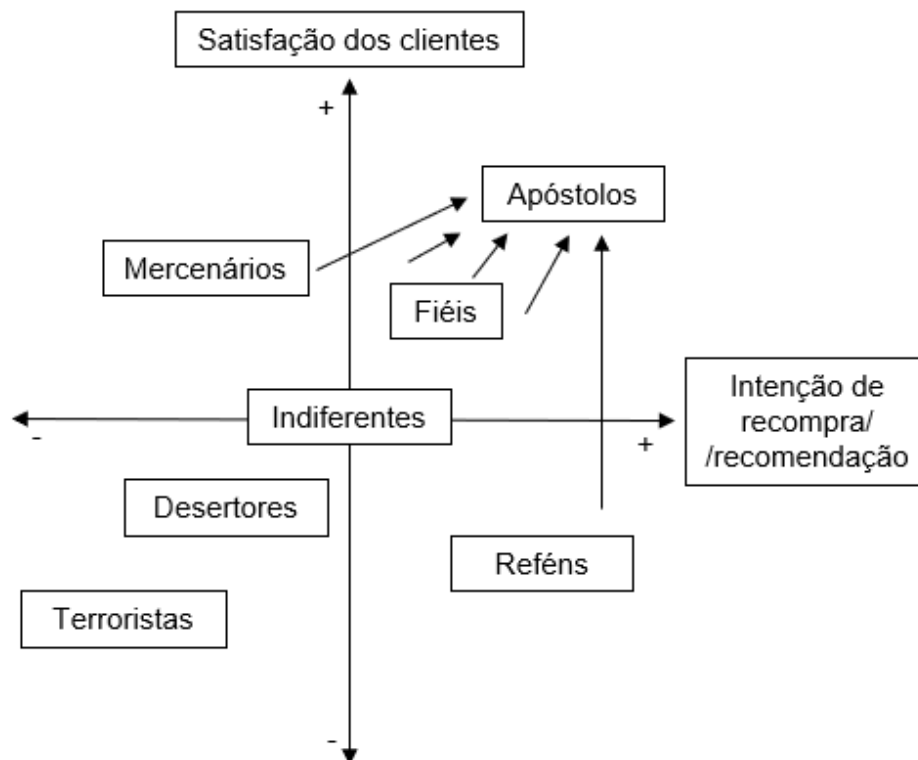 Satisfação dos clientes
+
Apóstolos
Mercenários
Fiéis
Indiferentes
Intenção de
recompra/
/recomendação
-
+
Desertores
Reféns
Terroristas
-